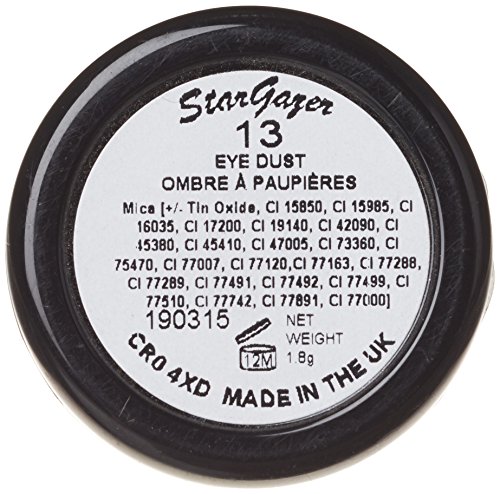 StarGazer
13
EYE DUST
OMBRE À PAUPIÈRES
Mica [+/- Tin Oxide, CI 15850, CI 15985, CI
16035, CI 17200, CI 19140, CI 42090, CI
45380, CI 45410, CI 47005, CI 73360, CI
75470, CI 77007, CI 77120,CI 77163, CI 77288,
CI 77289, CI 77491, CI 77492, CI 77499, CI
77510, CI 77742, CI 77891, CI 77000]
190315
NET
WEIGHT
1.8g
12M
CR0 4XD MADE IN THE UK